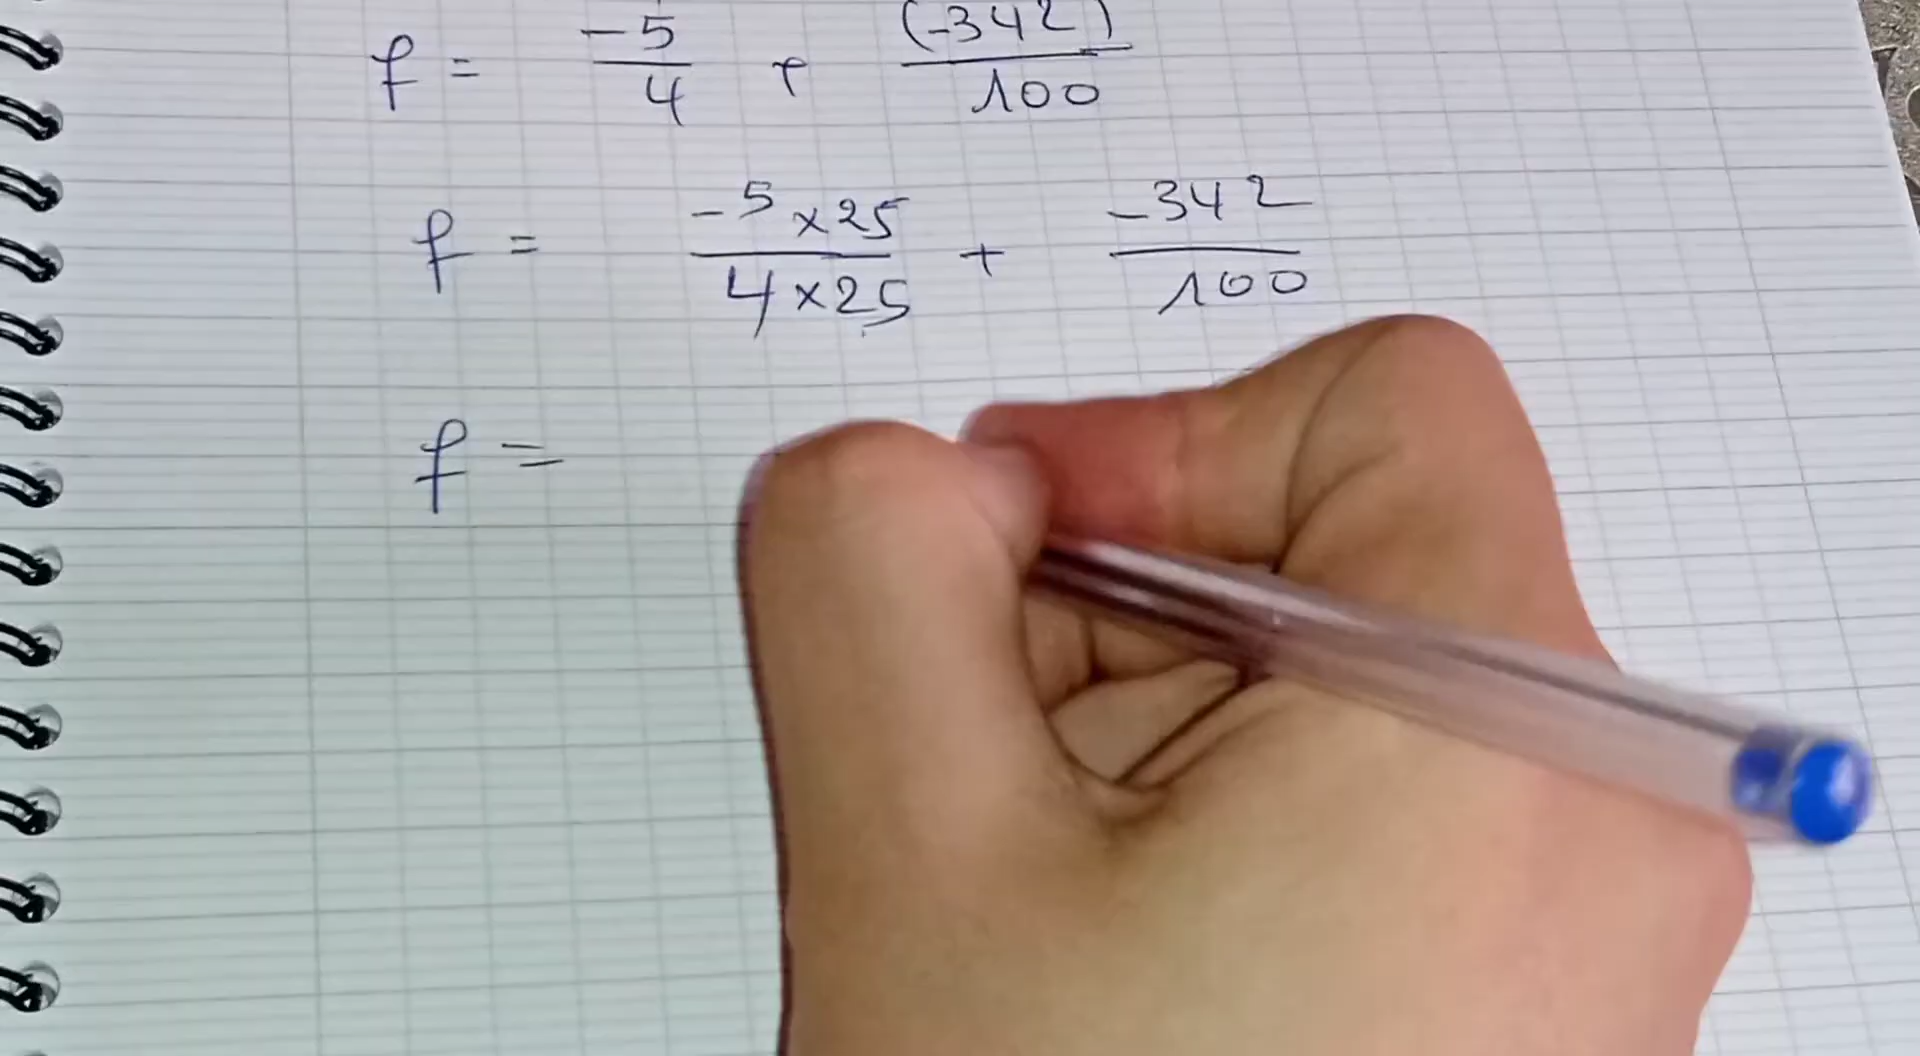 f = -5/4 + (-342)/100
f = -5 x 25/4 x 25 + -342/100
f =